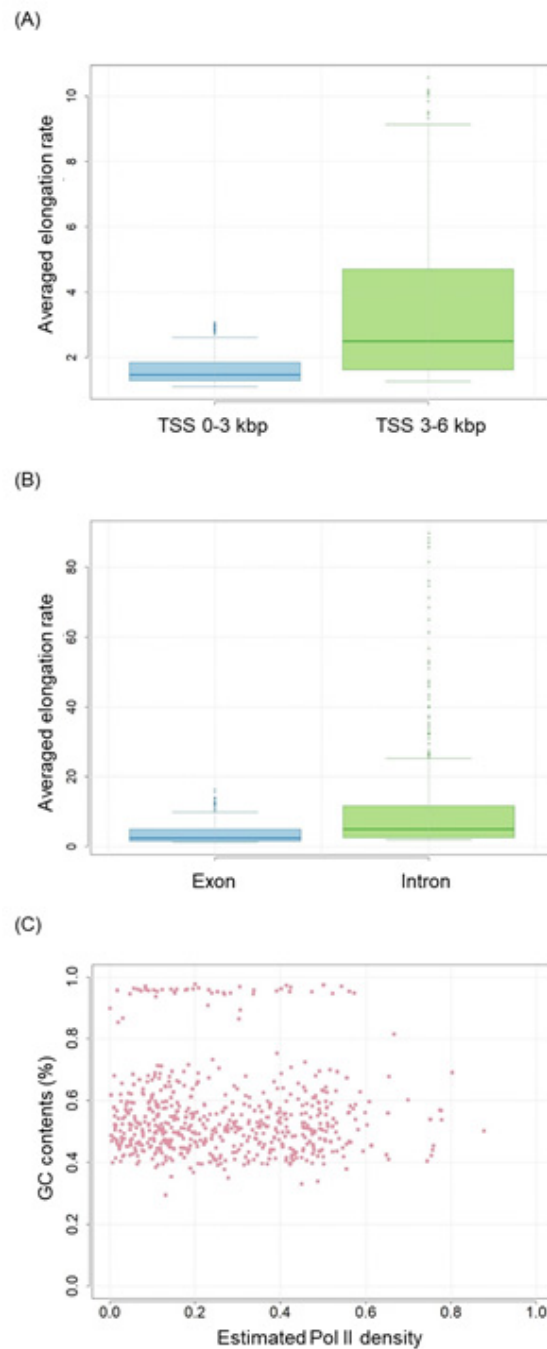 (A)
Averaged elongation rate
10
8
6
4
2
TSS 0-3 kbp
TSS 3-6 kbp
(B)
Averaged elongation rate
80
60
40
20
0
Exon
Intron
(C)
GC contents (%)
1.0
0.8
0.6
0.4
0.2
0.0
0.0 0.2 0.4 0.6 0.8 1.0
Estimated Pol II density